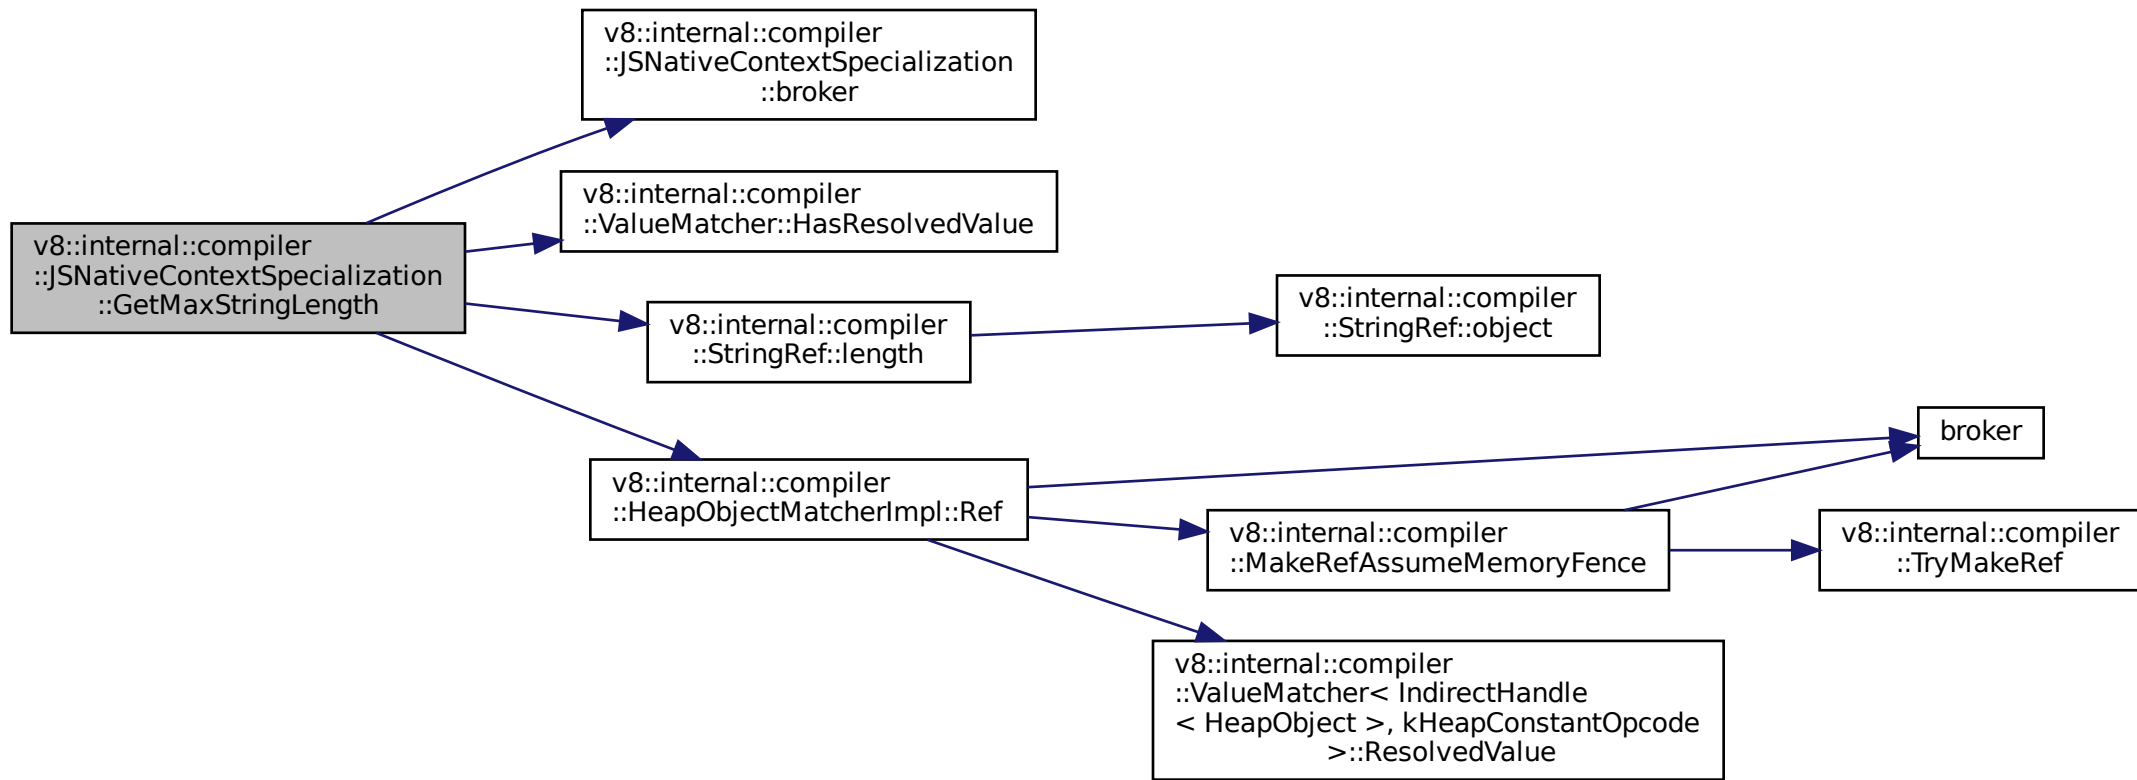 v8::internal::compiler
::JSNativeContextSpecialization
::GetMaxStringLength
v8::internal::compiler
::JSNativeContextSpecialization
::broker
v8::internal::compiler
::ValueMatcher::HasResolvedValue
v8::internal::compiler
::StringRef::length
v8::internal::compiler
::StringRef::object
v8::internal::compiler
::HeapObjectMatcherImpl::Ref
broker
v8::internal::compiler
::MakeRefAssumeMemoryFence
v8::internal::compiler
::TryMakeRef
v8::internal::compiler
::ValueMatcher< IndirectHandle
< HeapObject >, kHeapConstantOpcode
>::ResolvedValue